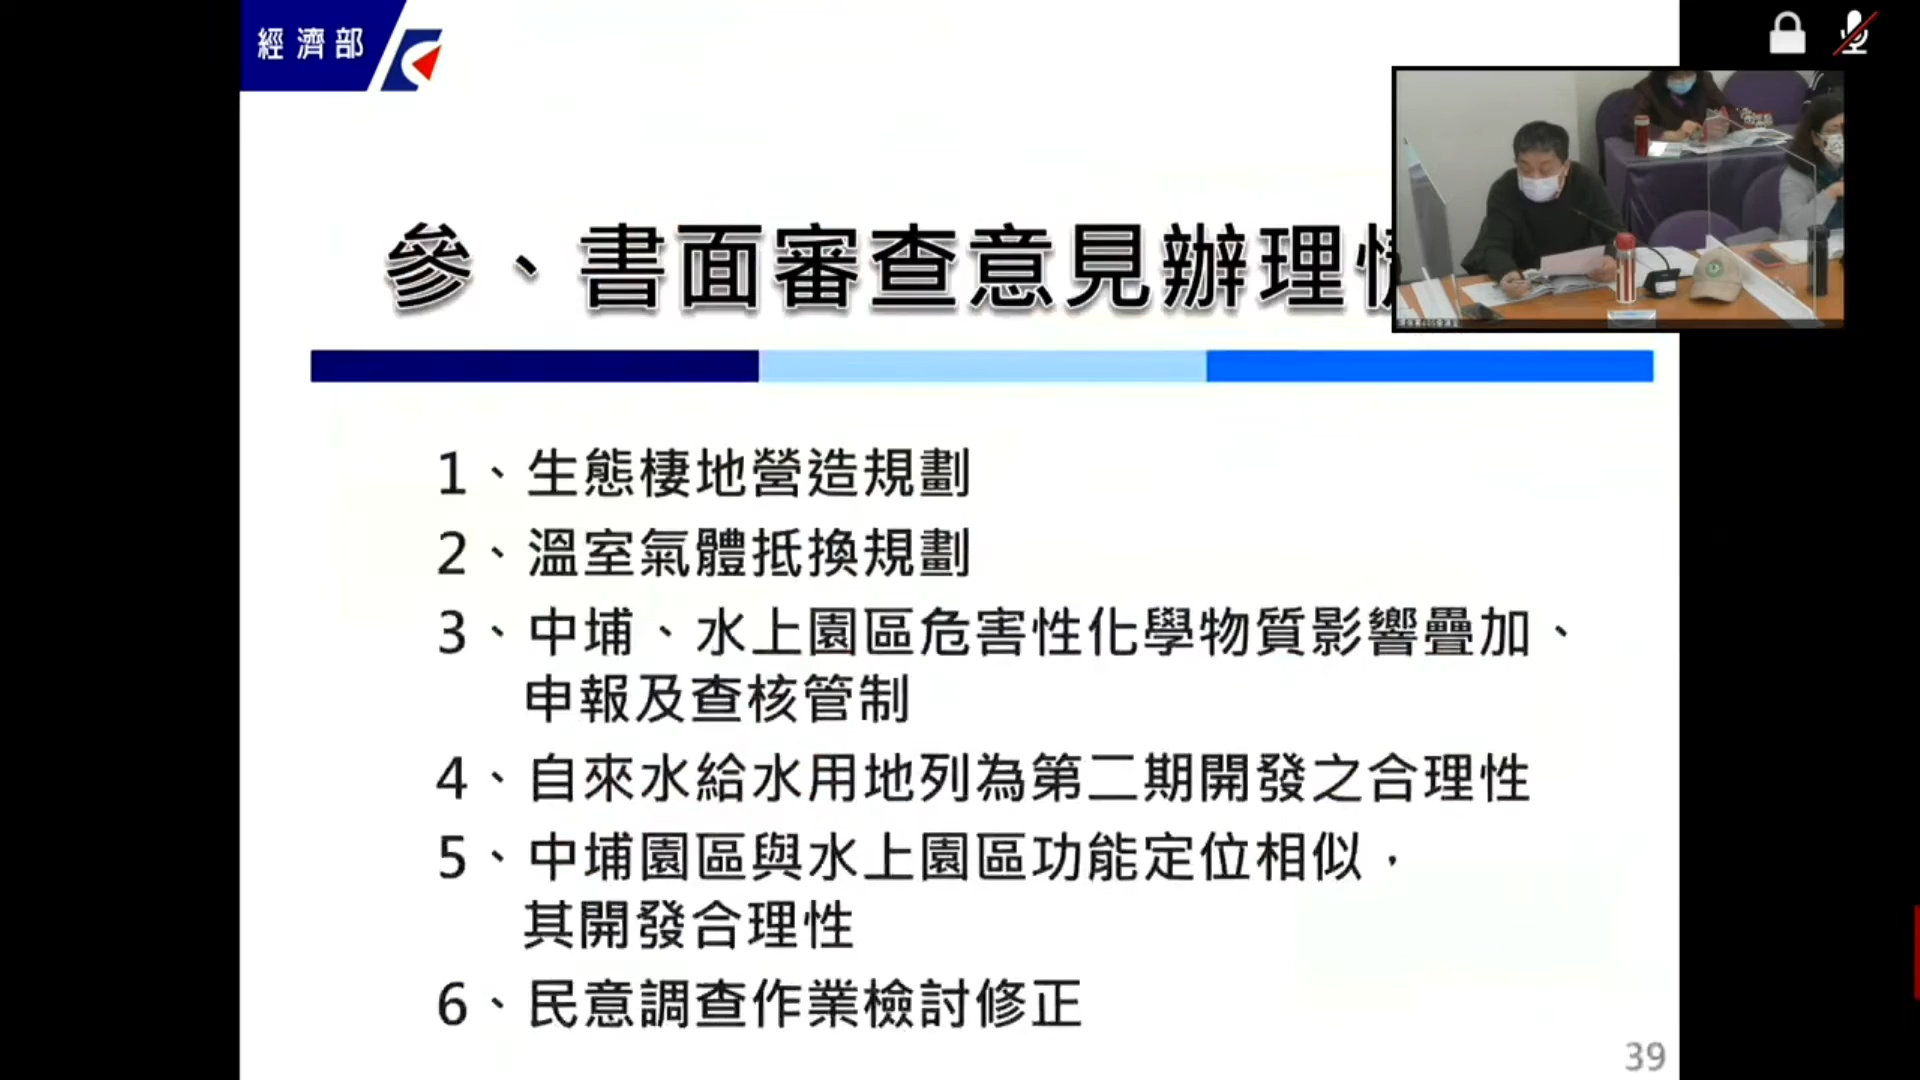 經濟部
參、書面審查意見辦理
1、生態棲地營造規劃
2、溫室氣體抵換規劃
3、中埔、水上園區危害性化學物質影響疊加、
申報及查核管制
4、自來水給水用地列為第二期開發之合理性
5、中埔園區與水上園區功能定位相似，
其開發合理性
6、民意調查作業檢討修正
39